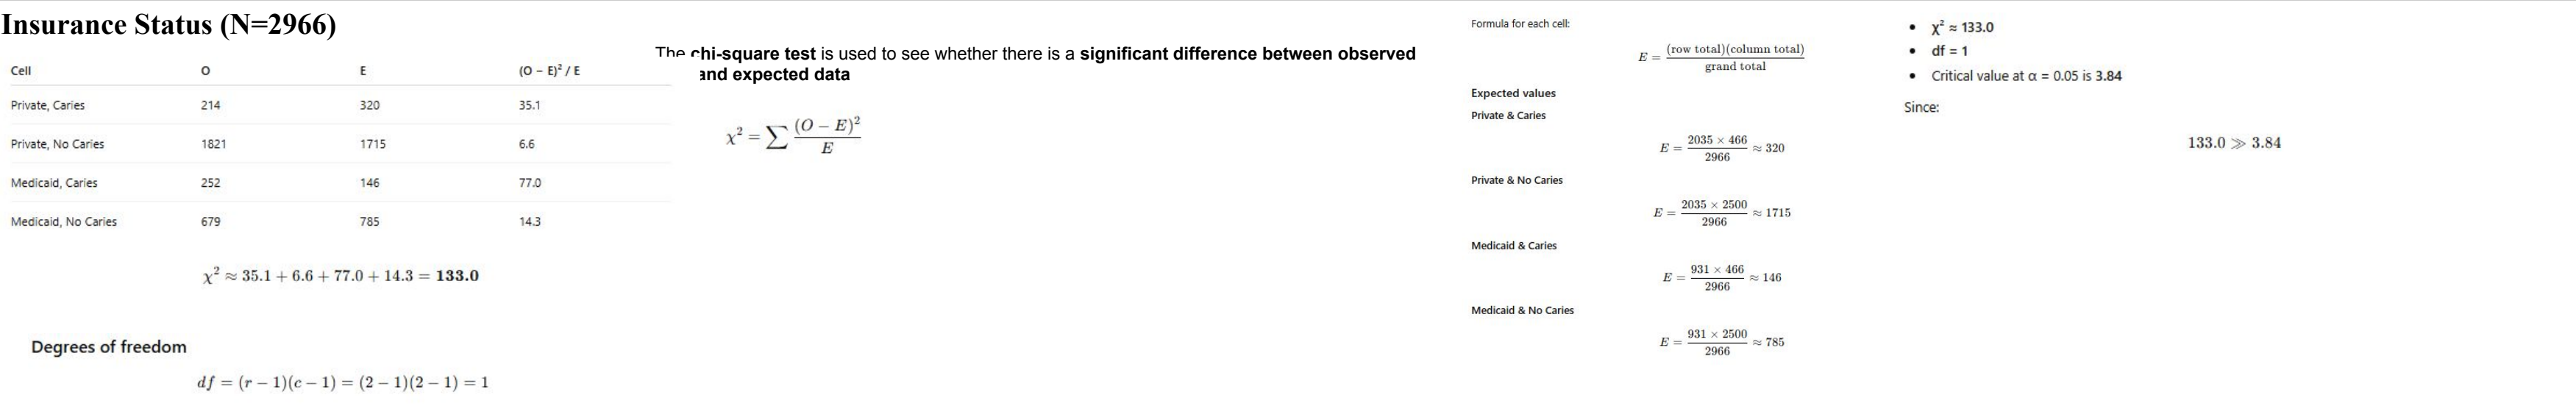 Insurance Status (N=2966)
Cell O E (O − E)² / E
Private, Caries 214 320 35.1
Private, No Caries 1821 1715 6.6
Medicaid, Caries 252 146 77.0
Medicaid, No Caries 679 785 14.3
χ² ≈ 35.1 + 6.6 + 77.0 + 14.3 = 133.0
Degrees of freedom
df = (r − 1)(c − 1) = (2 − 1)(2 − 1) = 1
The chi-square test is used to see whether there is a significant difference between observed
and expected data
χ² = ∑ (O − E)² / E
Formula for each cell:
E = (row total)(column total) / grand total
Expected values
Private & Caries
E = 2035 × 466 / 2966 ≈ 320
Private & No Caries
E = 2035 × 2500 / 2966 ≈ 1715
Medicaid & Caries
E = 931 × 466 / 2966 ≈ 146
Medicaid & No Caries
E = 931 × 2500 / 2966 ≈ 785
• χ² ≈ 133.0
• df = 1
• Critical value at α = 0.05 is 3.84
Since:
133.0 ≫ 3.84